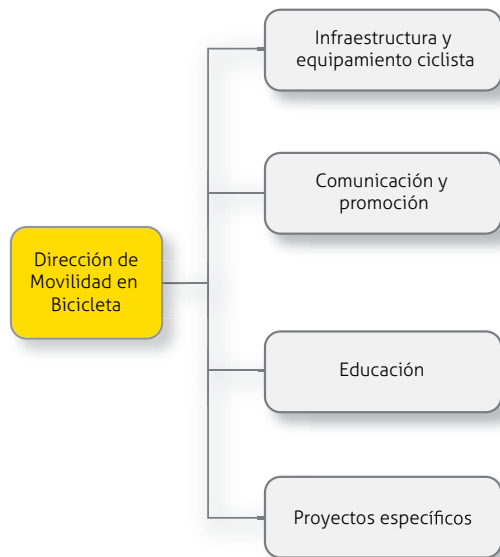 Infraestructura y
equipamiento ciclista
Comunicación y
promoción
Dirección de
Movilidad en
Bicicleta
Educación
Proyectos específicos